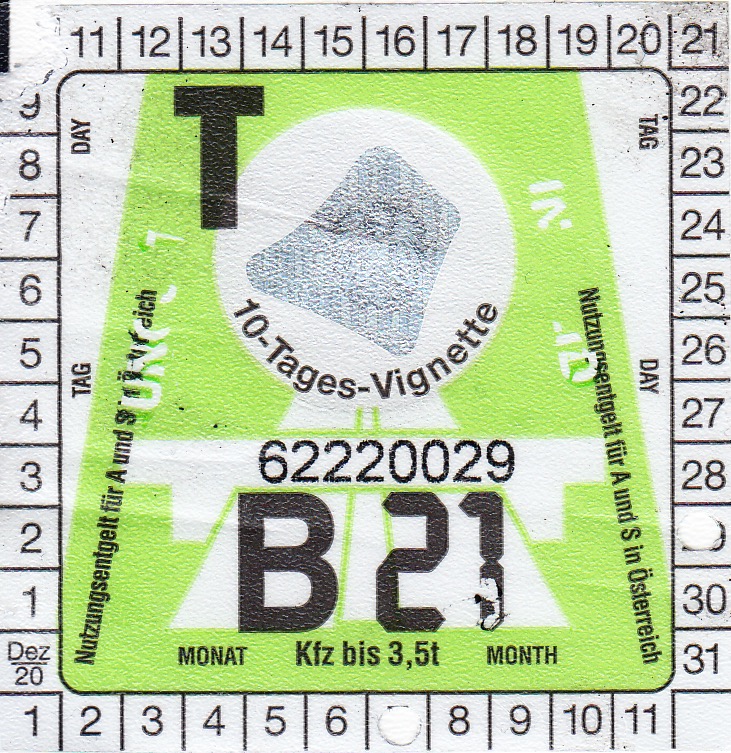 11 12 13 14 15 16 17 18 19 20 21
9
8
7
6
5
4
3
2
1
Dez
20
DAY
T
TAG
10-Tages-Vignette
TAG
DAY
Nutzungsentgelt für A und S
Nutzungsentgelt für A und S in Österreich
62220029
B 21
MONAT Kfz bis 3,5t MONTH
22
23
24
25
26
27
28
30
31
1 2 3 4 5 6 8 9 10 11